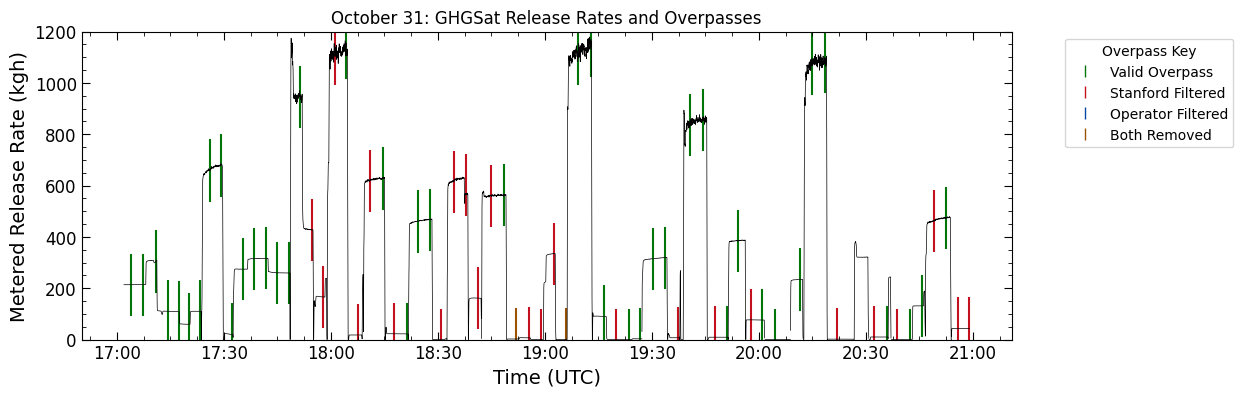 October 31: GHGSat Release Rates and Overpasses
Metered Release Rate (kgh)
1200
1000
800
600
400
200
0
17:00
17:30
18:00
18:30
19:00
19:30
20:00
20:30
21:00
Time (UTC)
Overpass Key
Valid Overpass
Stanford Filtered
Operator Filtered
Both Removed